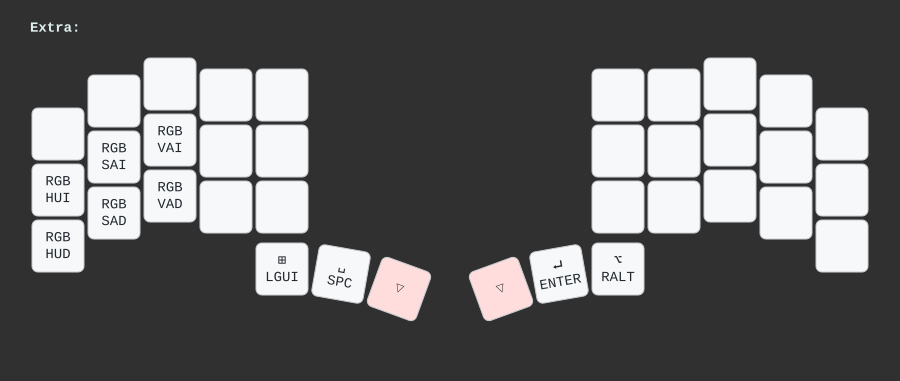 Extra:
RGB
VAI
RGB
SAI
RGB
HUI
RGB
VAD
RGB
SAD
RGB
HUD
⊞
LGUI
␣
SPC
▽
▽
↵
ENTER
⌥
RALT